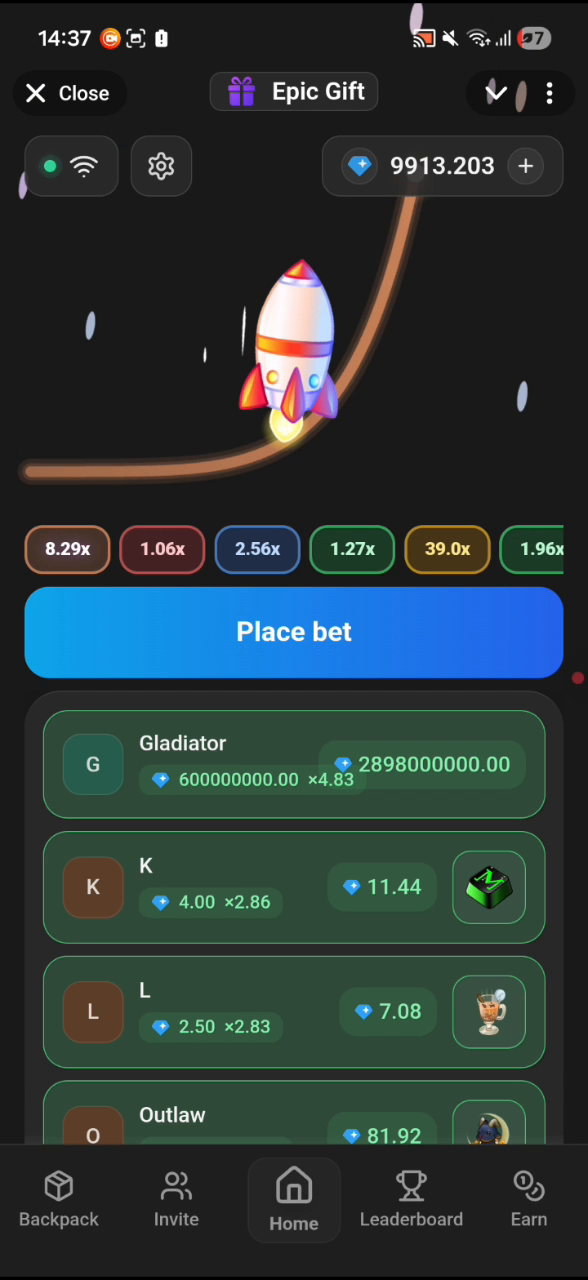 14:37
97
Close
Epic Gift
9913.203
+
8.29x 1.06x 2.56x 1.27x 39.0x 1.96x
Place bet
G
Gladiator
600000000.00 ×4.83
2898000000.00
K
K
4.00 ×2.86
11.44
L
L
2.50 ×2.83
7.08
O
Outlaw
81.92
Backpack Invite Home Leaderboard Earn